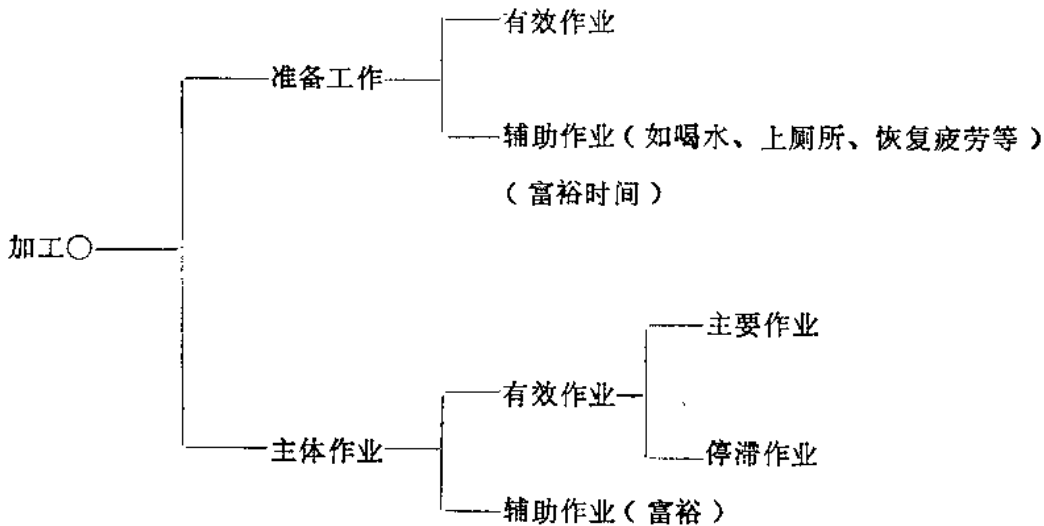 有效作业
准备工作
辅助作业（如喝水、上厕所、恢复疲劳等）
（富裕时间）
加工○
主要作业
有效作业
停滞作业
主体作业
辅助作业（富裕）